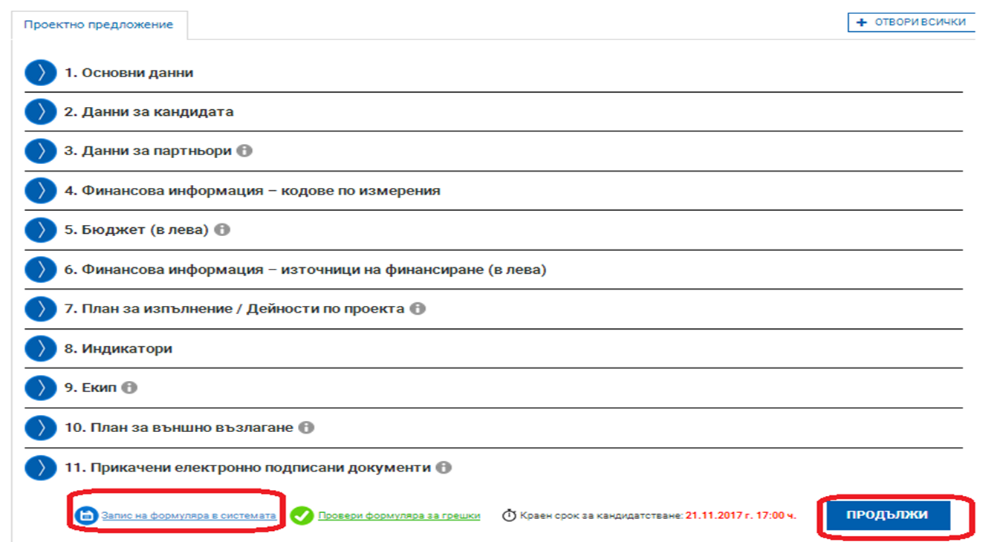 Проектно предложение
+ ОТВОРИ ВСИЧКИ
1. Основни данни
2. Данни за кандидата
3. Данни за партньори
4. Финансова информация – кодове по измерения
5. Бюджет (в лева)
6. Финансова информация – източници на финансиране (в лева)
7. План за изпълнение / Дейности по проекта
8. Индикатори
9. Екип
10. План за външно възлагане
11. Прикачени електронно подписани документи
Запис на формуляра в системата Провери формуляра за грешки Краен срок за кандидатстване: 21.11.2017 г. 17:00 ч. ПРОДЪЛЖИ